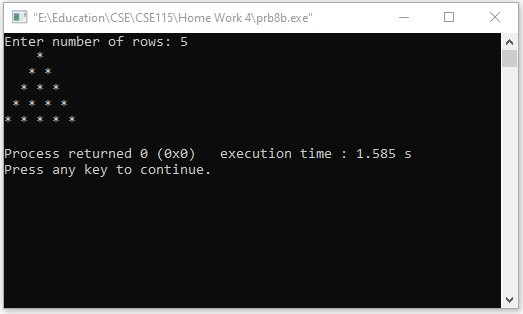 "E:\Education\CSE\CSE115\Home Work 4\prb8b.exe"
Enter number of rows: 5
    *
   * *
  * * *
 * * * *
* * * * *

Process returned 0 (0x0)   execution time : 1.585 s
Press any key to continue.